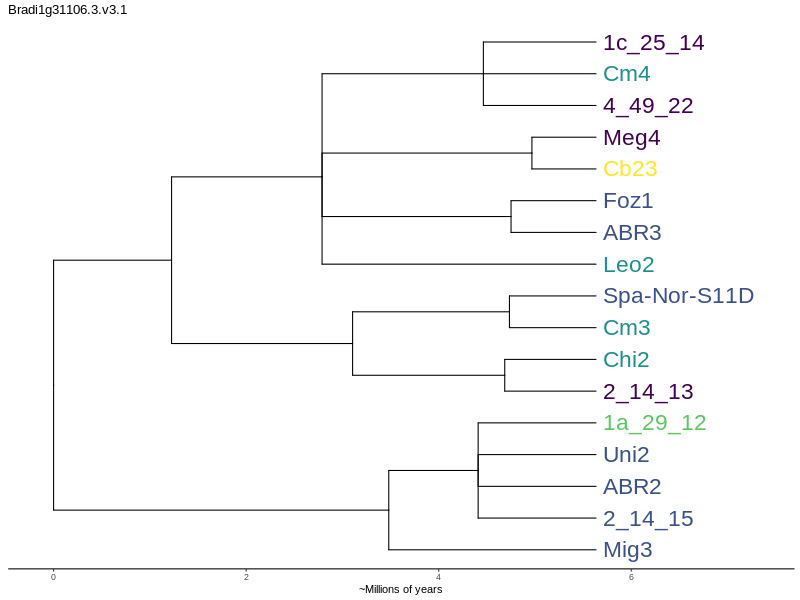 Bradi1g31106.3.v3.1
1c_25_14
Cm4
4_49_22
Meg4
Cb23
Foz1
ABR3
Leo2
Spa-Nor-S11D
Cm3
Chi2
2_14_13
1a_29_12
Uni2
ABR2
2_14_15
Mig3
0 2 4 6
~Millions of years